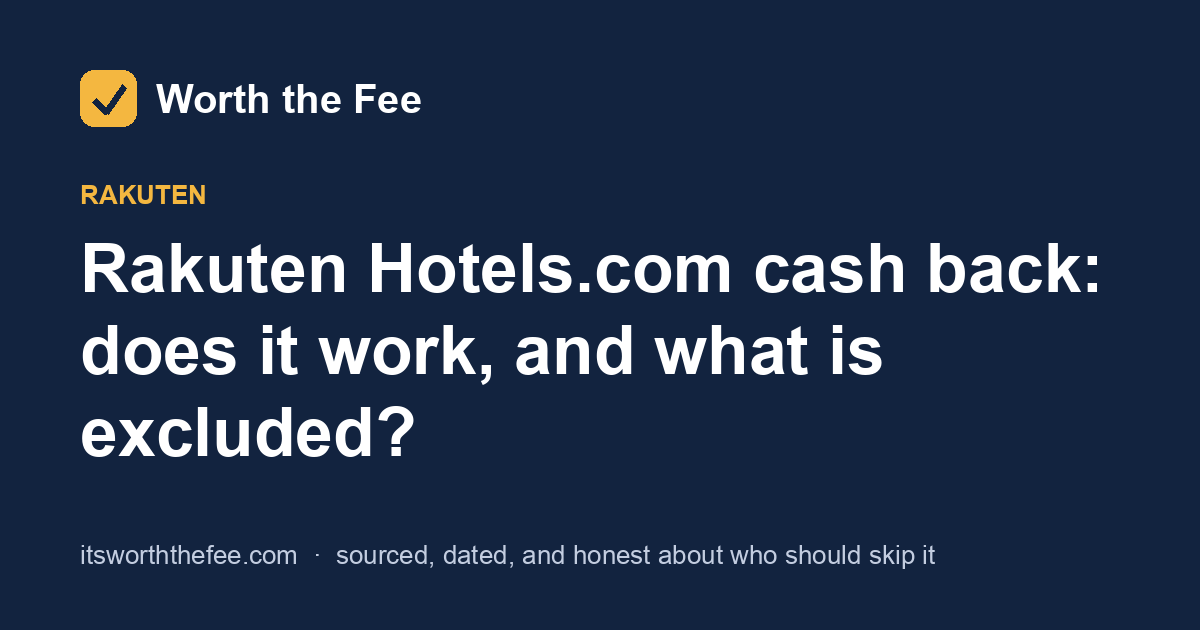 Worth the Fee
RAKUTEN
Rakuten Hotels.com cash back:
does it work, and what is
excluded?
itsworththefee.com · sourced, dated, and honest about who should skip it